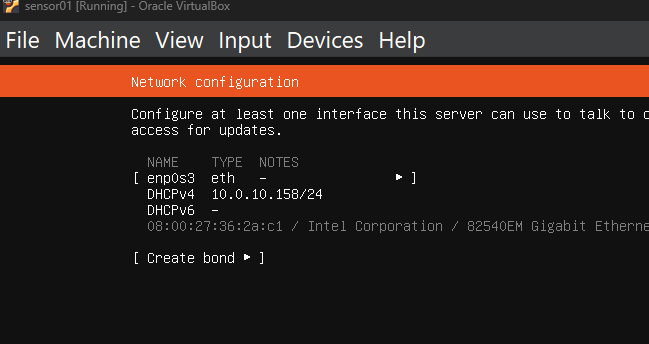 sensor01 [Running] - Oracle VirtualBox
File Machine View Input Devices Help
Network configuration
Configure at least one interface this server can use to talk to
access for updates.
NAME TYPE NOTES
[ enp0s3 eth - ▸ ]
DHCPv4 10.0.10.158/24
DHCPv6 -
08:00:27:36:2a:c1 / Intel Corporation / 82540EM Gigabit Etherne
[ Create bond ▸ ]